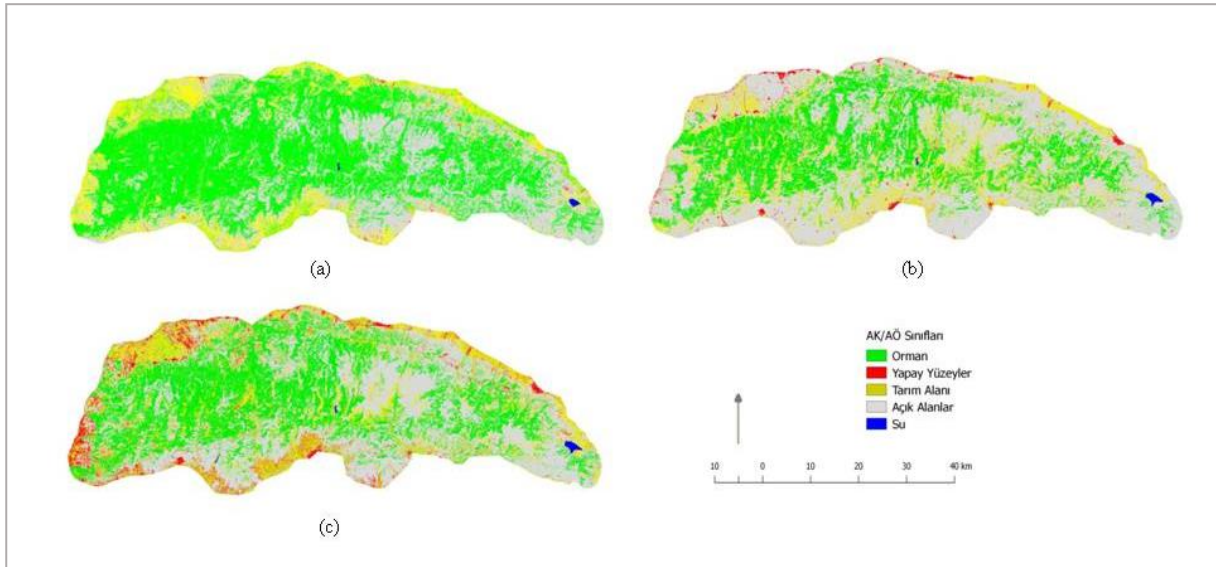 (a)
(b)
(c)
AK/AÖ Sınıfları
Orman
Yapay Yüzeyler
Tarım Alanı
Açık Alanlar
Su
10 0 10 20 30 40 km